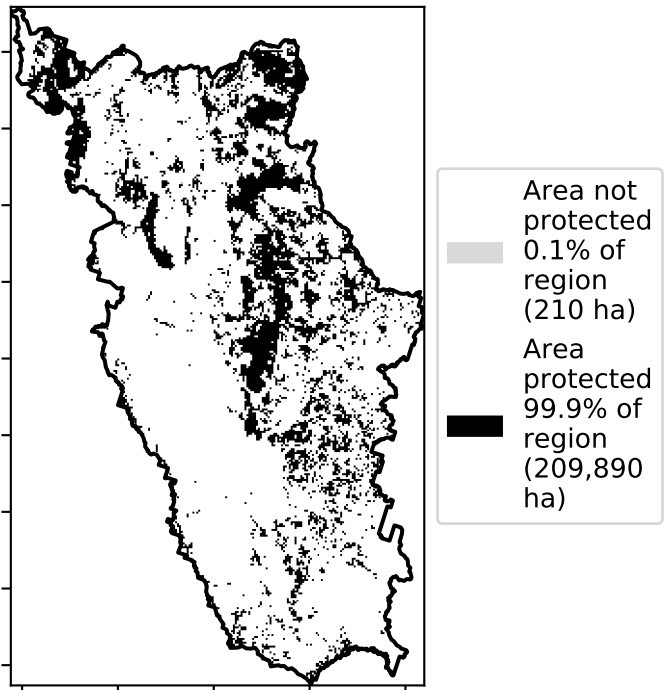 Area not
protected
0.1% of
region
(210 ha)
Area
protected
99.9% of
region
(209,890
ha)